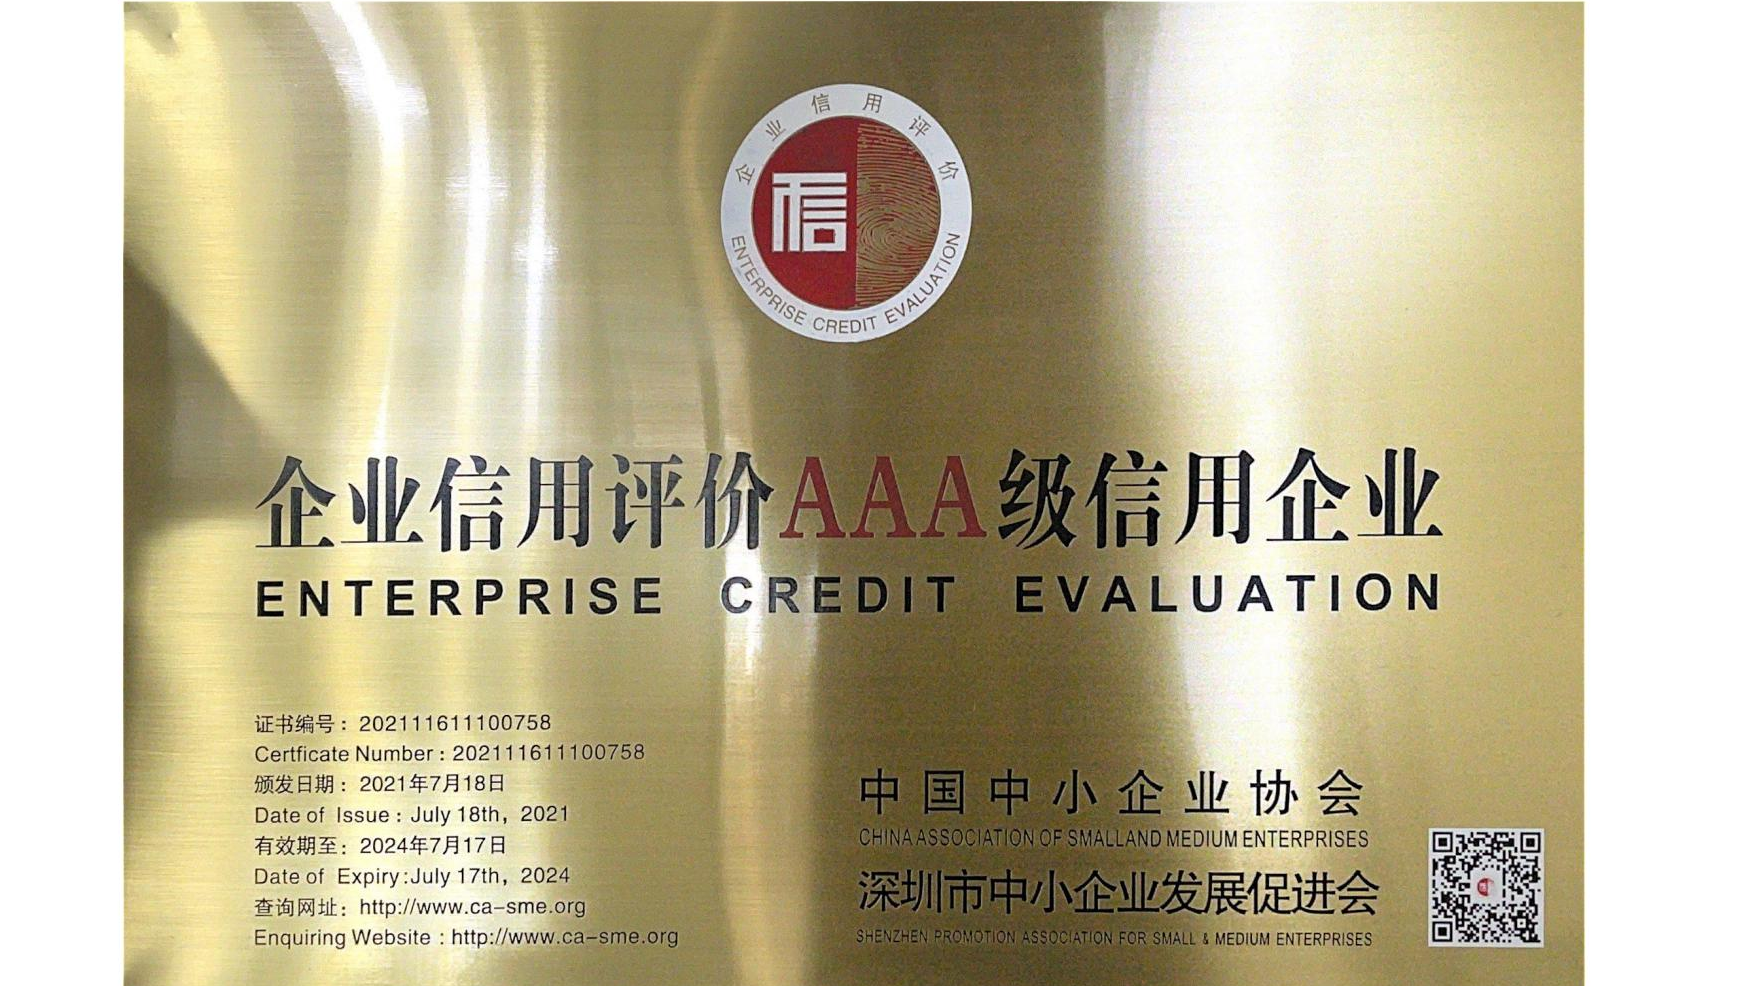 企业信用评价
信
ENTERPRISE CREDIT EVALUATION
企业信用评价AAA级信用企业
ENTERPRISE CREDIT EVALUATION
证书编号：202111611100758
Certficate Number : 202111611100758
颁发日期：2021年7月18日
Date of Issue : July 18th, 2021
有效期至：2024年7月17日
Date of Expiry:July 17th, 2024
查询网址：http://www.ca-sme.org
Enquiring Website : http://www.ca-sme.org
中国中小企业协会
CHINA ASSOCIATION OF SMALLAND MEDIUM ENTERPRISES
深圳市中小企业发展促进会
SHENZHEN PROMOTION ASSOCIATION FOR SMALL & MEDIUM ENTERPRISES